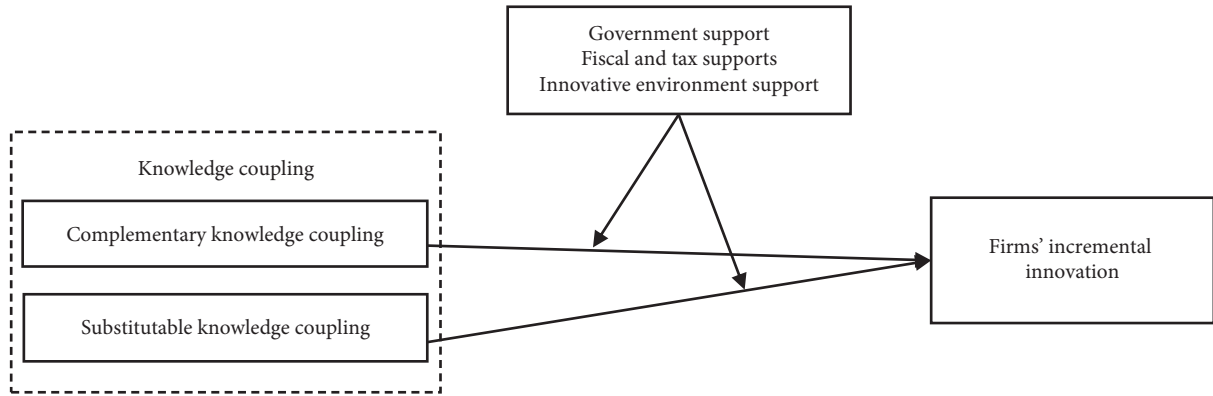 Government support
Fiscal and tax supports
Innovative environment support
Knowledge coupling
Complementary knowledge coupling
Substitutable knowledge coupling
Firms' incremental
innovation